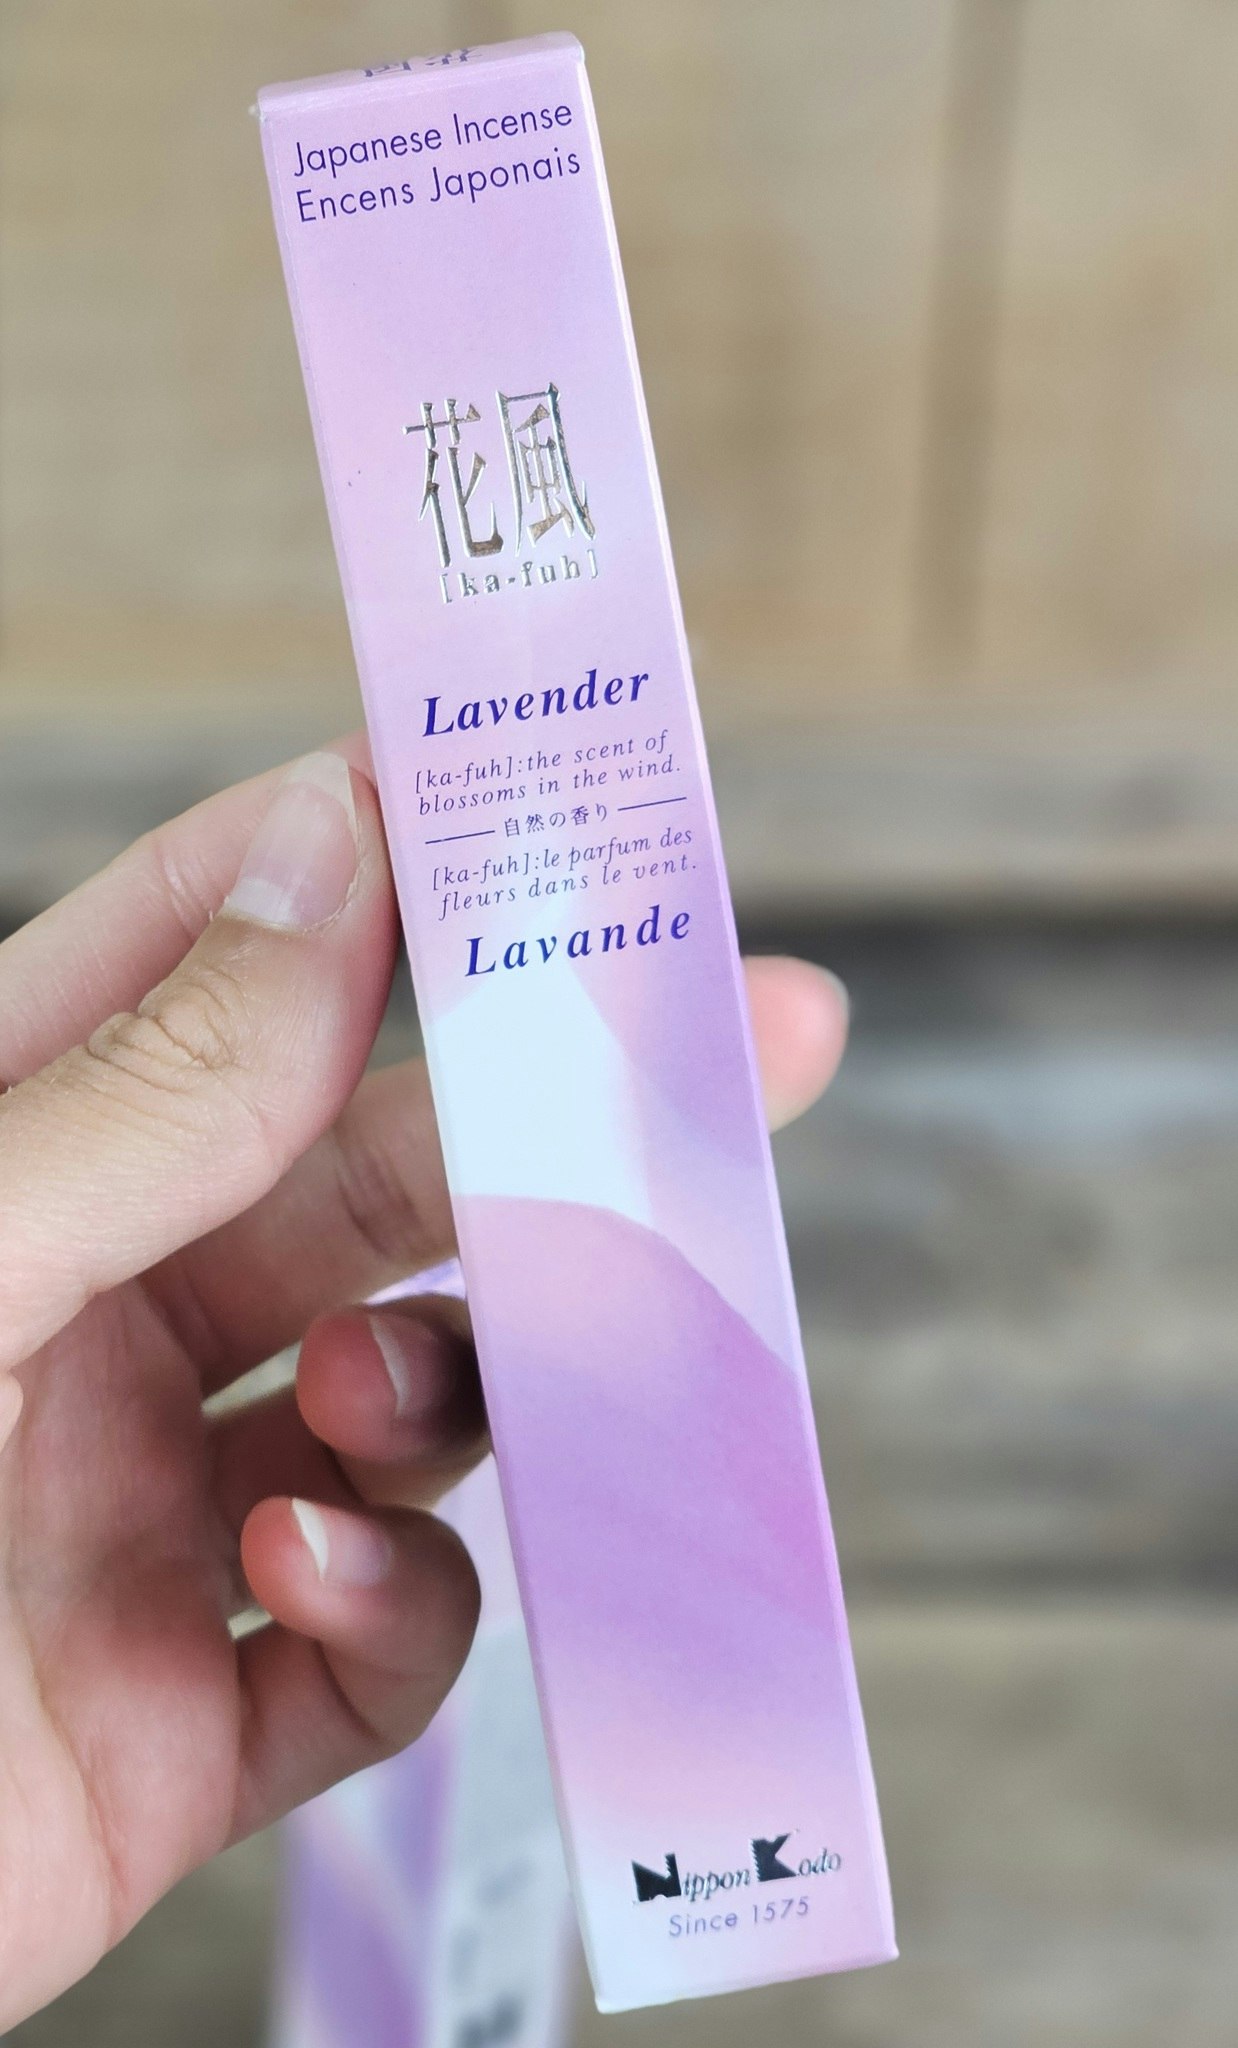 Japanese Incense
Encens Japonais
花風
[ka-fuh]
Lavender
[ka-fuh]:the scent of
blossoms in the wind.
自然の香り
[ka-fuh]:le parfum des
fleurs dans le vent.
Lavande
Nippon Kodo
Since 1575